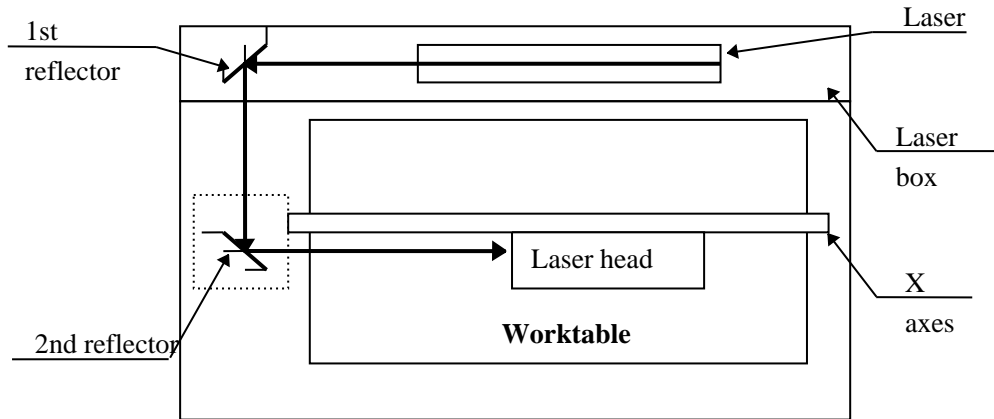 1st
reflector
Laser
Laser
box
Laser head
X
axes
Worktable
2nd reflector